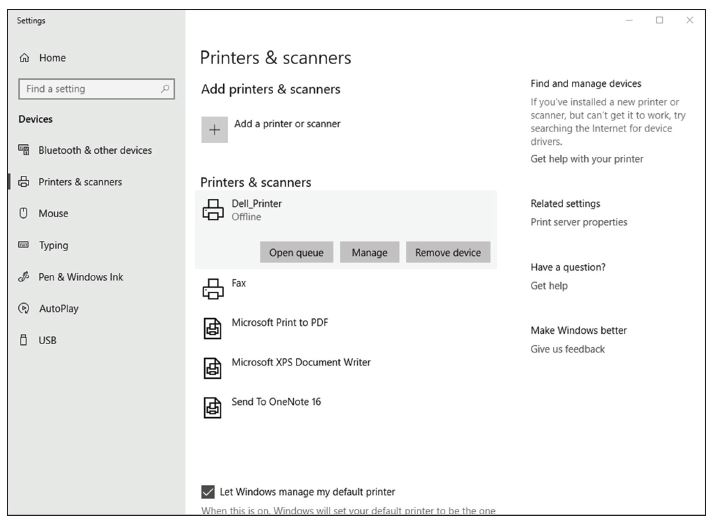 Settings
Home
Find a setting
Devices
Bluetooth & other devices
Printers & scanners
Mouse
Typing
Pen & Windows Ink
AutoPlay
USB
Printers & scanners
Add printers & scanners
Add a printer or scanner
Printers & scanners
Dell_Printer
Offline
Open queue
Manage
Remove device
Fax
Microsoft Print to PDF
Microsoft XPS Document Writer
Send To OneNote 16
Let Windows manage my default printer
When this is on, Windows will set your default printer to be the one
Find and manage devices
If you've installed a new printer or
scanner, but can't get it to work, try
searching the Internet for device
drivers.
Get help with your printer
Related settings
Print server properties
Have a question?
Get help
Make Windows better
Give us feedback